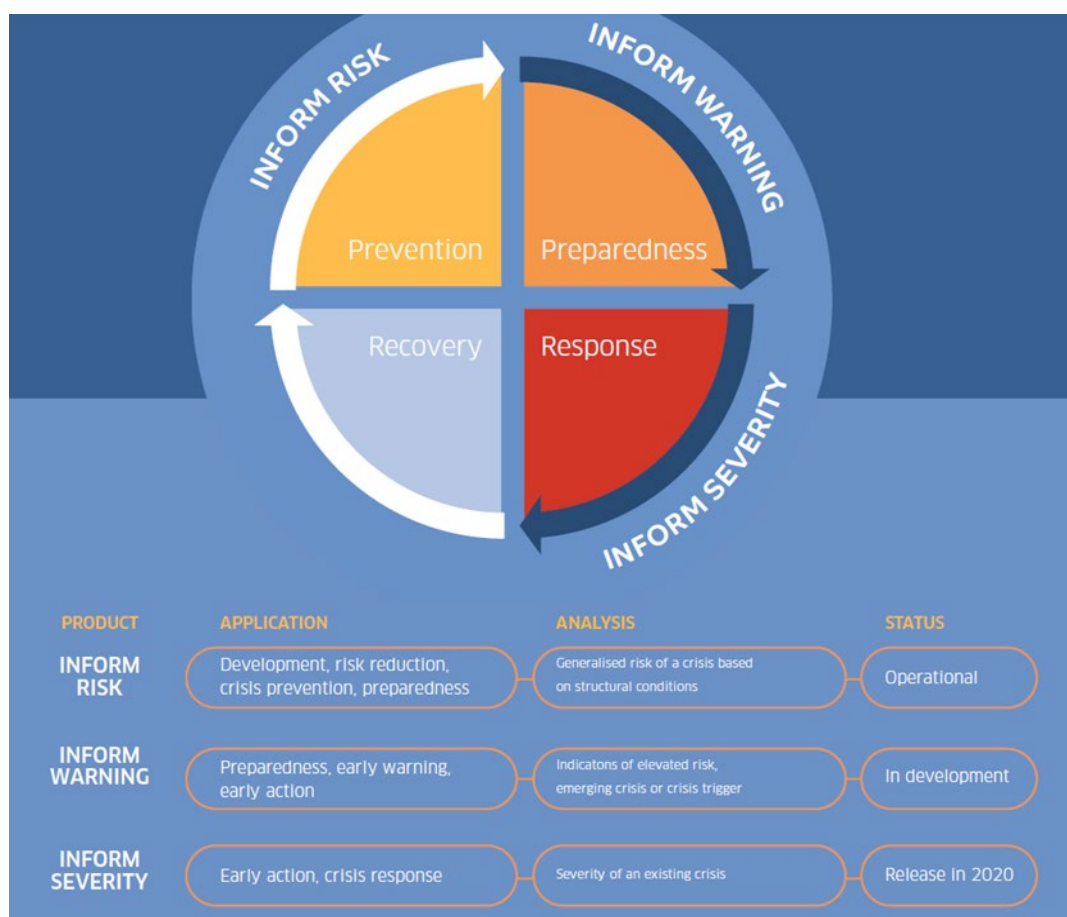 INFORM RISK
INFORM WARNING
Prevention
Preparedness
Recovery
Response
INFORM SEVERITY
PRODUCT
APPLICATION
ANALYSIS
STATUS
INFORM
RISK
Development, risk reduction,
crisis prevention, preparedness
Generalised risk of a crisis based
on structural conditions
Operational
INFORM
WARNING
Preparedness, early warning,
early action
Indicatons of elevated risk,
emerging crisis or crisis trigger
In development
INFORM
SEVERITY
Early action, crisis response
Severity of an existing crisis
Release in 2020